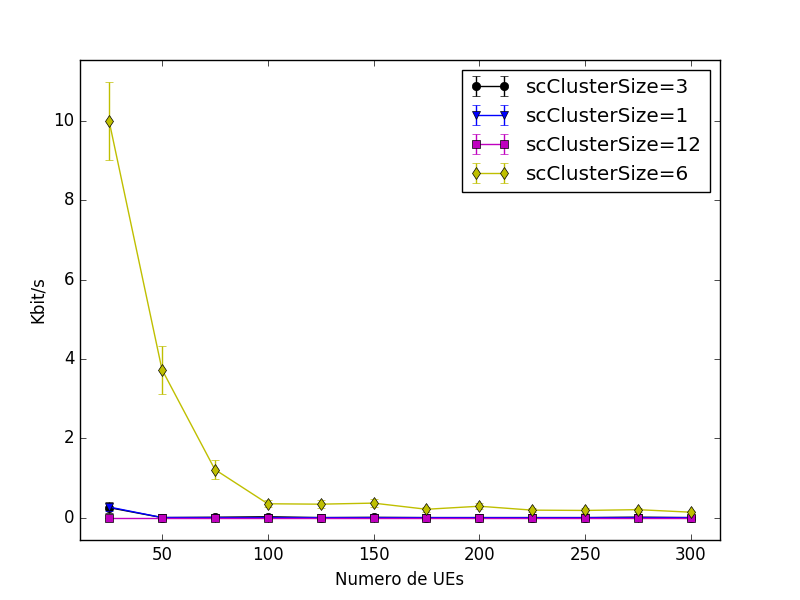 scClusterSize=3
scClusterSize=1
scClusterSize=12
scClusterSize=6
10
8
6
4
2
0
Kbit/s
50 100 150 200 250 300
Numero de UEs